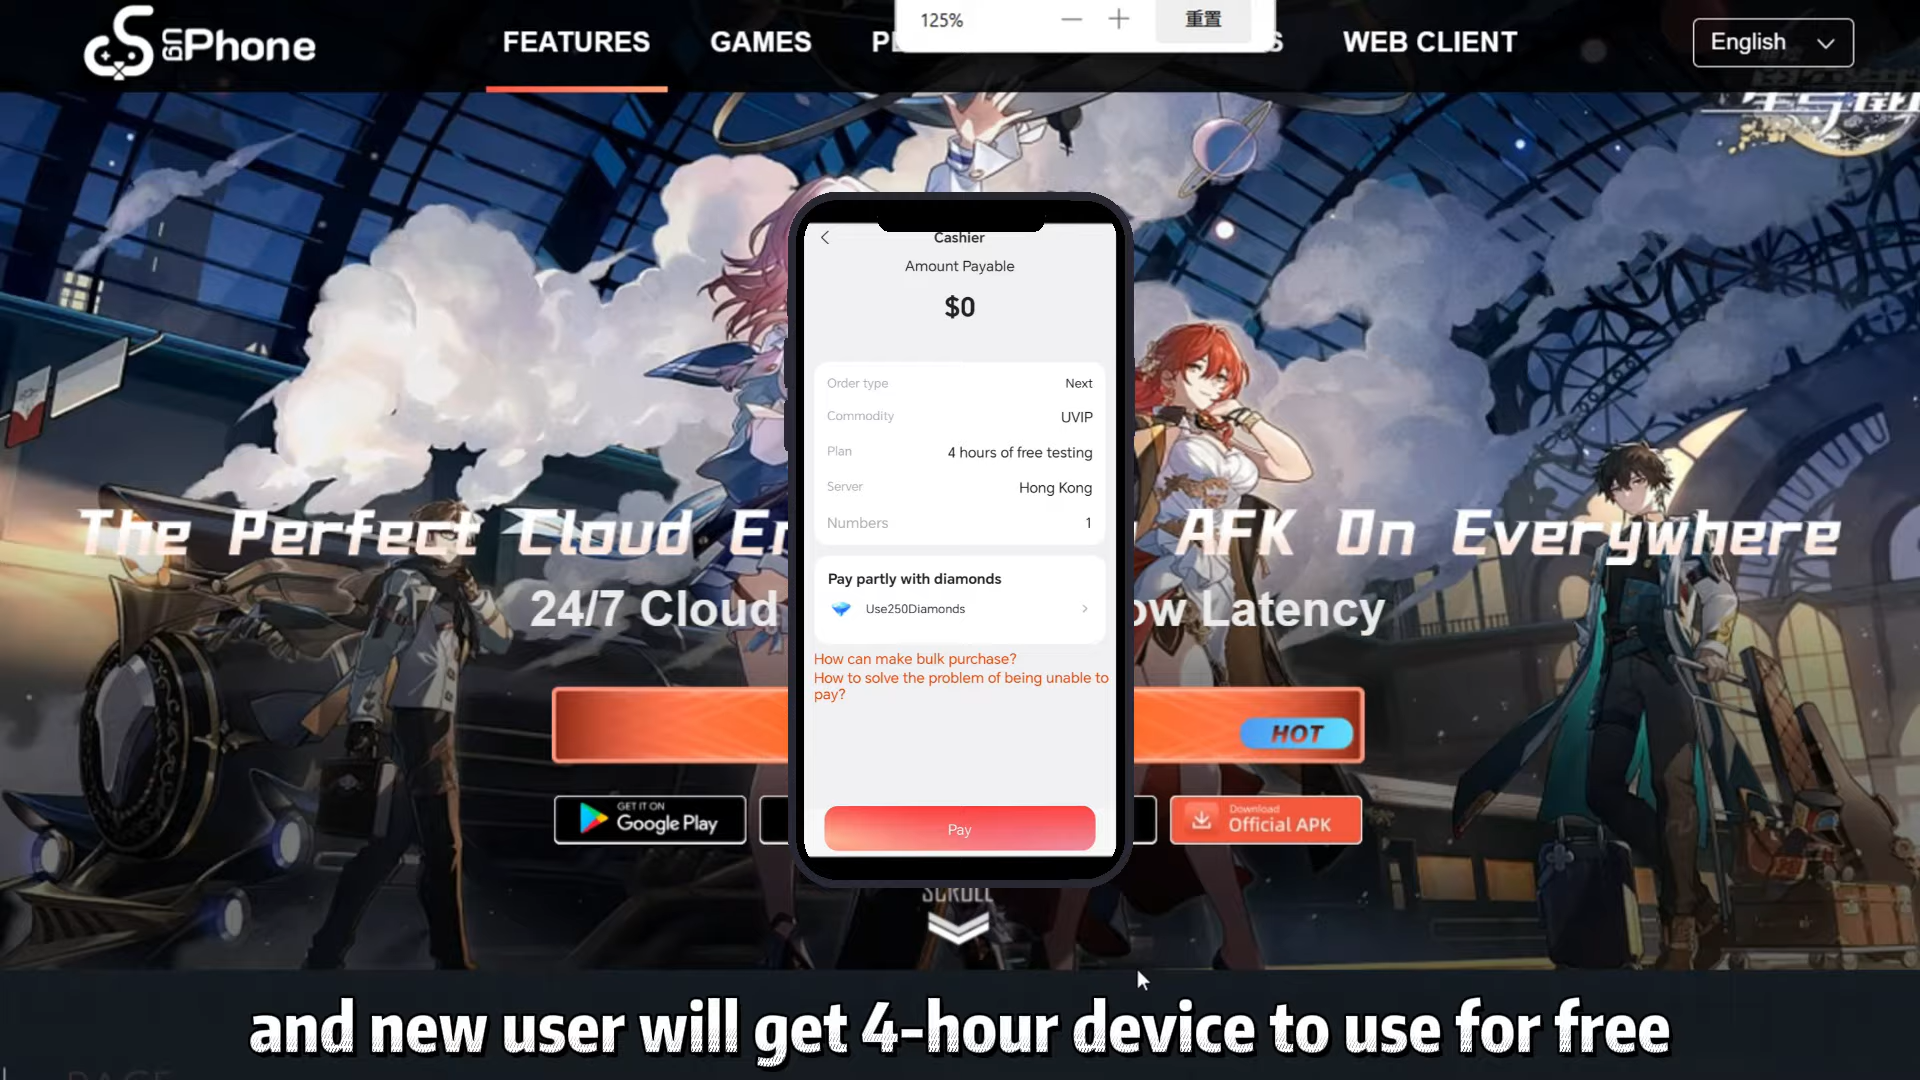 UGPhone
FEATURES
GAMES
125%
重置
WEB CLIENT
English
Cashier
Amount Payable
$0
Order type
Next
Commodity
UVIP
Plan
4 hours of free testing
Server
Hong Kong
Numbers
1
Pay partly with diamonds
Use250Diamonds
How can make bulk purchase?
How to solve the problem of being unable to
pay?
Pay
The Perfect Cloud
AFK On Everywhere
24/7 Cloud
Latency
HOT
GET IT ON
Google Play
Download
Official APK
SCROLL
and new user will get 4-hour device to use for free